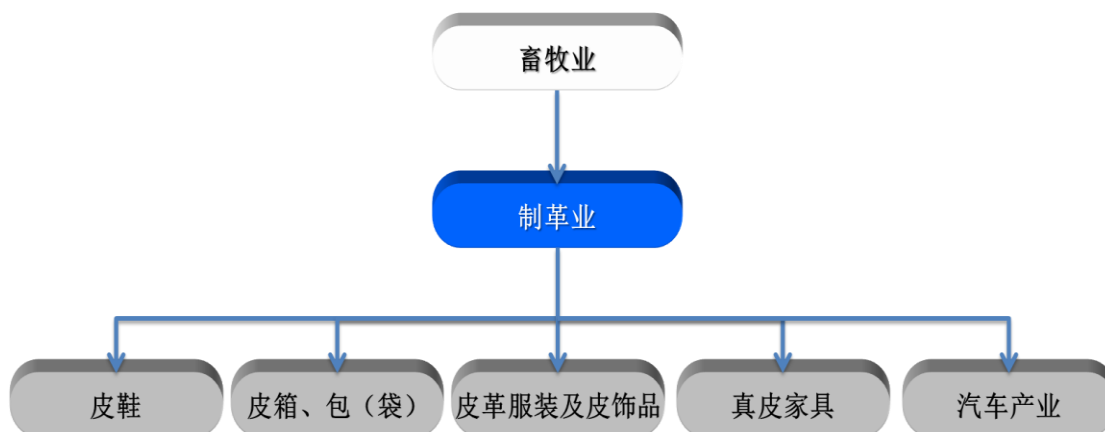 畜牧业
制革业
皮鞋
皮箱、包（袋）
皮革服装及皮饰品
真皮家具
汽车产业